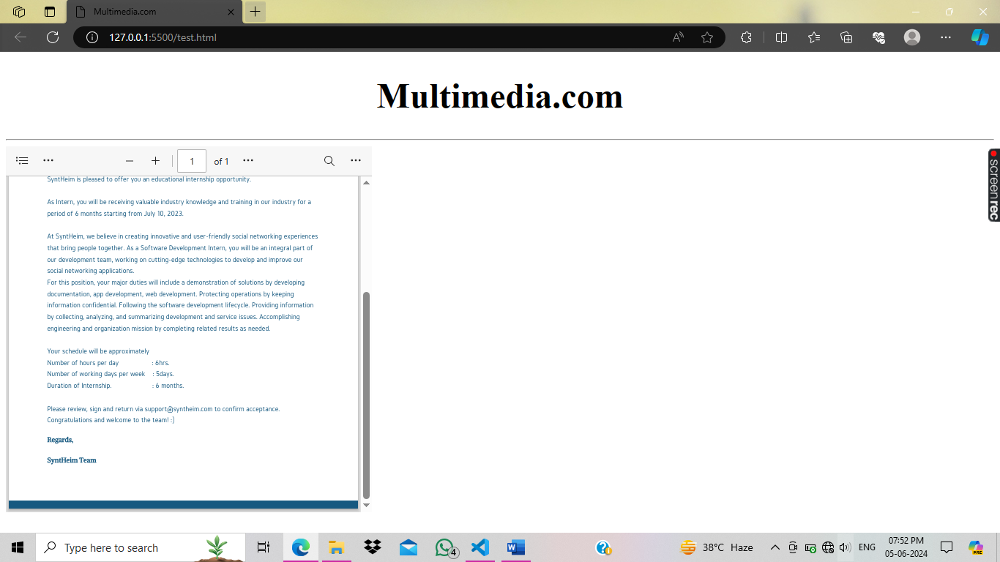 Multimedia.com
127.0.0.1:5500/test.html
Multimedia.com
1 of 1
SyntHeim is pleased to offer you an educational internship opportunity.
As Intern, you will be receiving valuable industry knowledge and training in our industry for a
period of 6 months starting from July 10, 2023.
At SyntHeim, we believe in creating innovative and user-friendly social networking experiences
that bring people together. As a Software Development Intern, you will be an integral part of
our development team, working on cutting-edge technologies to develop and improve our
social networking applications.
For this position, your major duties will include a demonstration of solutions by developing
documentation, app development, web development. Protecting operations by keeping
information confidential. Following the software development lifecycle. Providing information
by collecting, analyzing, and summarizing development and service issues. Accomplishing
engineering and organization mission by completing related results as needed.
Your schedule will be approximately
Number of hours per day : 6hrs.
Number of working days per week : 5days.
Duration of Internship. : 6 months.
Please review, sign and return via support@syntheim.com to confirm acceptance.
Congratulations and welcome to the team! :)
Regards,
SyntHeim Team
screenrec
Type here to search
4
38°C Haze
ENG
07:52 PM
05-06-2024
PRE